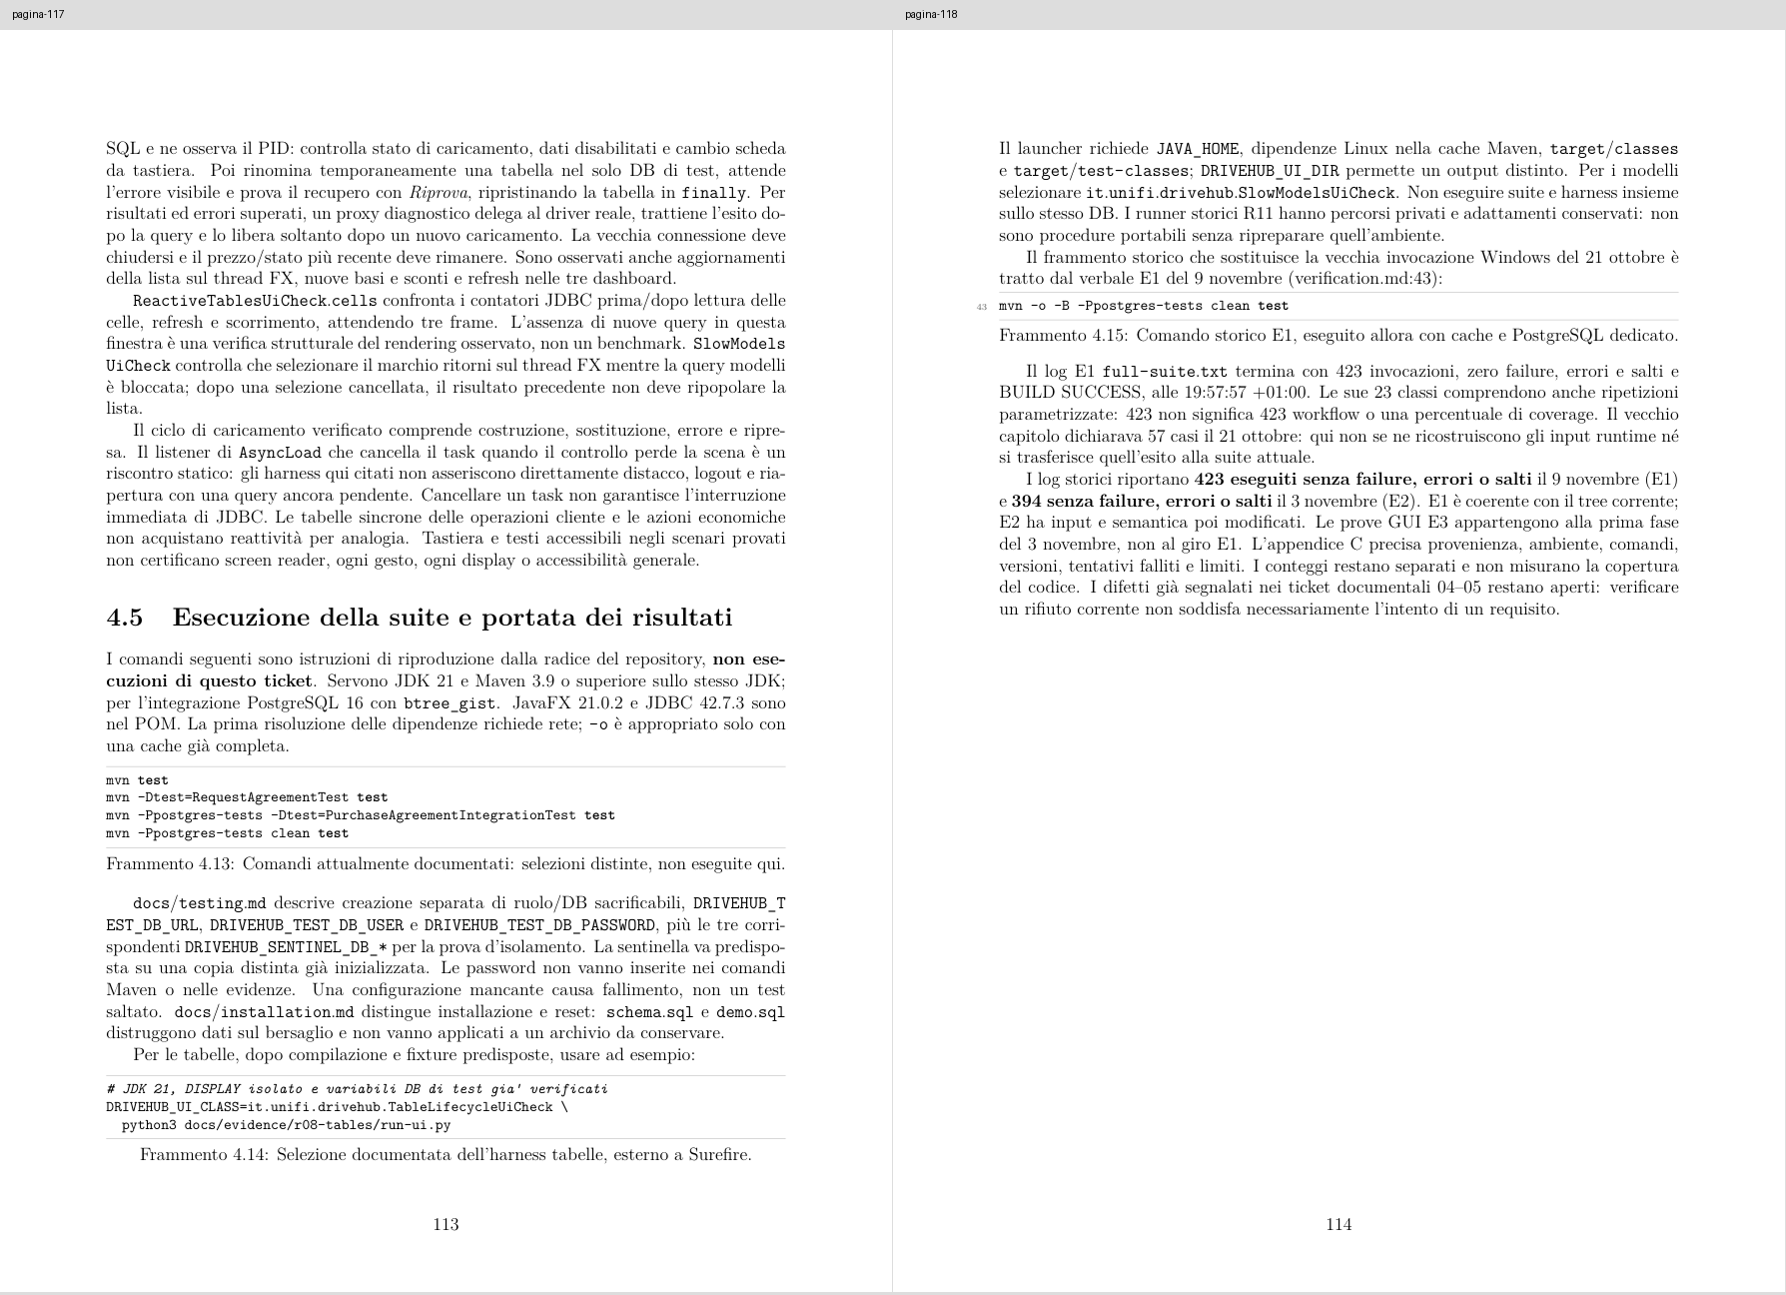 pagina-117
SQL e ne osserva il PID: controlla stato di caricamento, dati disabilitati e cambio scheda
da tastiera. Poi rinomina temporaneamente una tabella nel solo DB di test, attende
l'errore visibile e prova il recupero con Riprova, ripristinando la tabella in finally. Per
risultati ed errori superati, un proxy diagnostico delega al driver reale, trattiene l'esito do-
po la query e lo libera soltanto dopo un nuovo caricamento. La vecchia connessione deve
chiudersi e il prezzo/stato più recente deve rimanere. Sono osservati anche aggiornamenti
della lista sul thread FX, nuove basi e sconti e refresh nelle tre dashboard.
ReactiveTablesUiCheck.cells confronta i contatori JDBC prima/dopo lettura delle
celle, refresh e scorrimento, attendendo tre frame. L'assenza di nuove query in questa
finestra è una verifica strutturale del rendering osservato, non un benchmark. SlowModels
UiCheck controlla che selezionare il marchio ritorni sul thread FX mentre la query modelli
è bloccata; dopo una selezione cancellata, il risultato precedente non deve ripopolare la
lista.
Il ciclo di caricamento verificato comprende costruzione, sostituzione, errore e ripre-
sa. Il listener di AsyncLoad che cancella il task quando il controllo perde la scena è un
riscontro statico: gli harness qui citati non asseriscono direttamente distacco, logout e ria-
pertura con una query ancora pendente. Cancellare un task non garantisce l'interruzione
immediata di JDBC. Le tabelle sincrone delle operazioni cliente e le azioni economiche
non acquistano reattività per analogia. Tastiera e testi accessibili negli scenari provati
non certificano screen reader, ogni gesto, ogni display o accessibilità generale.
4.5 Esecuzione della suite e portata dei risultati
I comandi seguenti sono istruzioni di riproduzione dalla radice del repository, non ese-
cuzioni di questo ticket. Servono JDK 21 e Maven 3.9 o superiore sullo stesso JDK;
per l'integrazione PostgreSQL 16 con btree_gist. JavaFX 21.0.2 e JDBC 42.7.3 sono
nel POM. La prima risoluzione delle dipendenze richiede rete; -o è appropriato solo con
una cache già completa.
mvn test
mvn -Dtest=RequestAgreementTest test
mvn -Ppostgres-tests -Dtest=PurchaseAgreementIntegrationTest test
mvn -Ppostgres-tests clean test
Frammento 4.13: Comandi attualmente documentati: selezioni distinte, non eseguite qui.
docs/testing.md descrive creazione separata di ruolo/DB sacrificabili, DRIVEHUB_T
EST_DB_URL, DRIVEHUB_TEST_DB_USER e DRIVEHUB_TEST_DB_PASSWORD, più le tre corri-
spondenti DRIVEHUB_SENTINEL_DB_* per la prova d'isolamento. La sentinella va predispo-
sta su una copia distinta già inizializzata. Le password non vanno inserite nei comandi
Maven o nelle evidenze. Una configurazione mancante causa fallimento, non un test
saltato. docs/installation.md distingue installazione e reset: schema.sql e demo.sql
distruggono dati sul bersaglio e non vanno applicati a un archivio da conservare.
Per le tabelle, dopo compilazione e fixture predisposte, usare ad esempio:
# JDK 21, DISPLAY isolato e variabili DB di test gia' verificati
DRIVEHUB_UI_CLASS=it.unifi.drivehub.TableLifecycleUiCheck \
python3 docs/evidence/r08-tables/run-ui.py
Frammento 4.14: Selezione documentata dell'harness tabelle, esterno a Surefire.
113
pagina-118
Il launcher richiede JAVA_HOME, dipendenze Linux nella cache Maven, target/classes
e target/test-classes; DRIVEHUB_UI_DIR permette un output distinto. Per i modelli
selezionare it.unifi.drivehub.SlowModelsUiCheck. Non eseguire suite e harness insieme
sullo stesso DB. I runner storici R11 hanno percorsi privati e adattamenti conservati: non
sono procedure portabili senza ripreparare quell'ambiente.
Il frammento storico che sostituisce la vecchia invocazione Windows del 21 ottobre è
tratto dal verbale E1 del 9 novembre (verification.md:43):
43 mvn -o -B -Ppostgres-tests clean test
Frammento 4.15: Comando storico E1, eseguito allora con cache e PostgreSQL dedicato.
Il log E1 full-suite.txt termina con 423 invocazioni, zero failure, errori e salti e
BUILD SUCCESS, alle 19:57:57 +01:00. Le sue 23 classi comprendono anche ripetizioni
parametrizzate: 423 non significa 423 workflow o una percentuale di coverage. Il vecchio
capitolo dichiarava 57 casi il 21 ottobre: qui non se ne ricostruiscono gli input runtime né
si trasferisce quell'esito alla suite attuale.
I log storici riportano 423 eseguiti senza failure, errori o salti il 9 novembre (E1)
e 394 senza failure, errori o salti il 3 novembre (E2). E1 è coerente con il tree corrente;
E2 ha input e semantica poi modificati. Le prove GUI E3 appartengono alla prima fase
del 3 novembre, non al giro E1. L'appendice C precisa provenienza, ambiente, comandi,
versioni, tentativi falliti e limiti. I conteggi restano separati e non misurano la copertura
del codice. I difetti già segnalati nei ticket documentali 04–05 restano aperti: verificare
un rifiuto corrente non soddisfa necessariamente l'intento di un requisito.
114